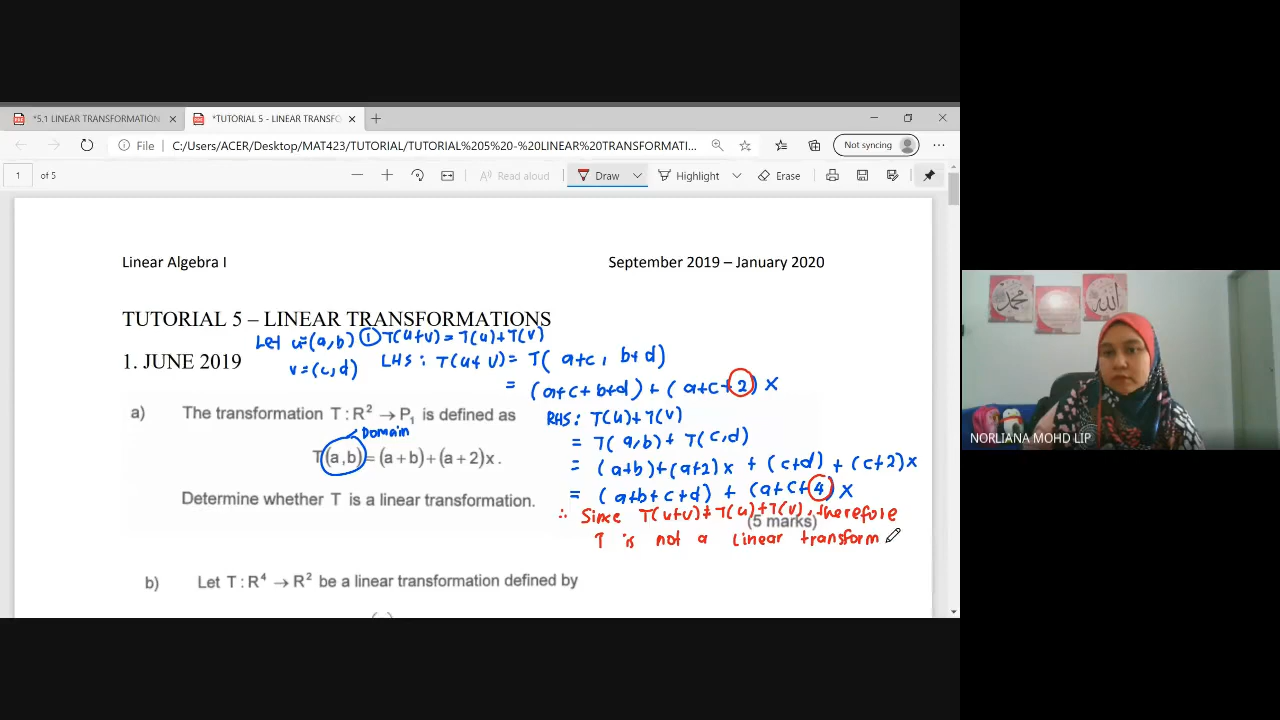 *5.1 LINEAR TRANSFORMATION
*TUTORIAL 5 - LINEAR TRANSFO
File
C:/Users/ACER/Desktop/MAT423/TUTORIAL/TUTORIAL%205%20-%20LINEAR%20TRANSFORMATI...
Not syncing
1 of 5
Read aloud
Draw
Highlight
Erase
Linear Algebra I
September 2019 – January 2020
TUTORIAL 5 – LINEAR TRANSFORMATIONS
Let u=(a,b) ① T(u+v) = T(u)+T(v)
1. JUNE 2019
v=(c,d)
LHS: T(u+v) = T( a+c, b+d)
= (a+c+b+d) + (a+c+2)x
a) The transformation T : R² → P₁ is defined as
Domain
T(a,b)=(a+b)+(a+2)x.
Determine whether T is a linear transformation.
RHS: T(u)+T(v)
= T(a,b)+ T(c,d)
= (a+b)+(a+2)x + (c+d) + (c+2)x
= (a+b+c+d) + (a+c+4)x
∴ Since T(u+v)≠T(u)+T(v), therefore
(5 marks)
T is not a linear transform
b) Let T : R⁴ → R² be a linear transformation defined by
NORLIANA MOHD LIP
محمد
الله